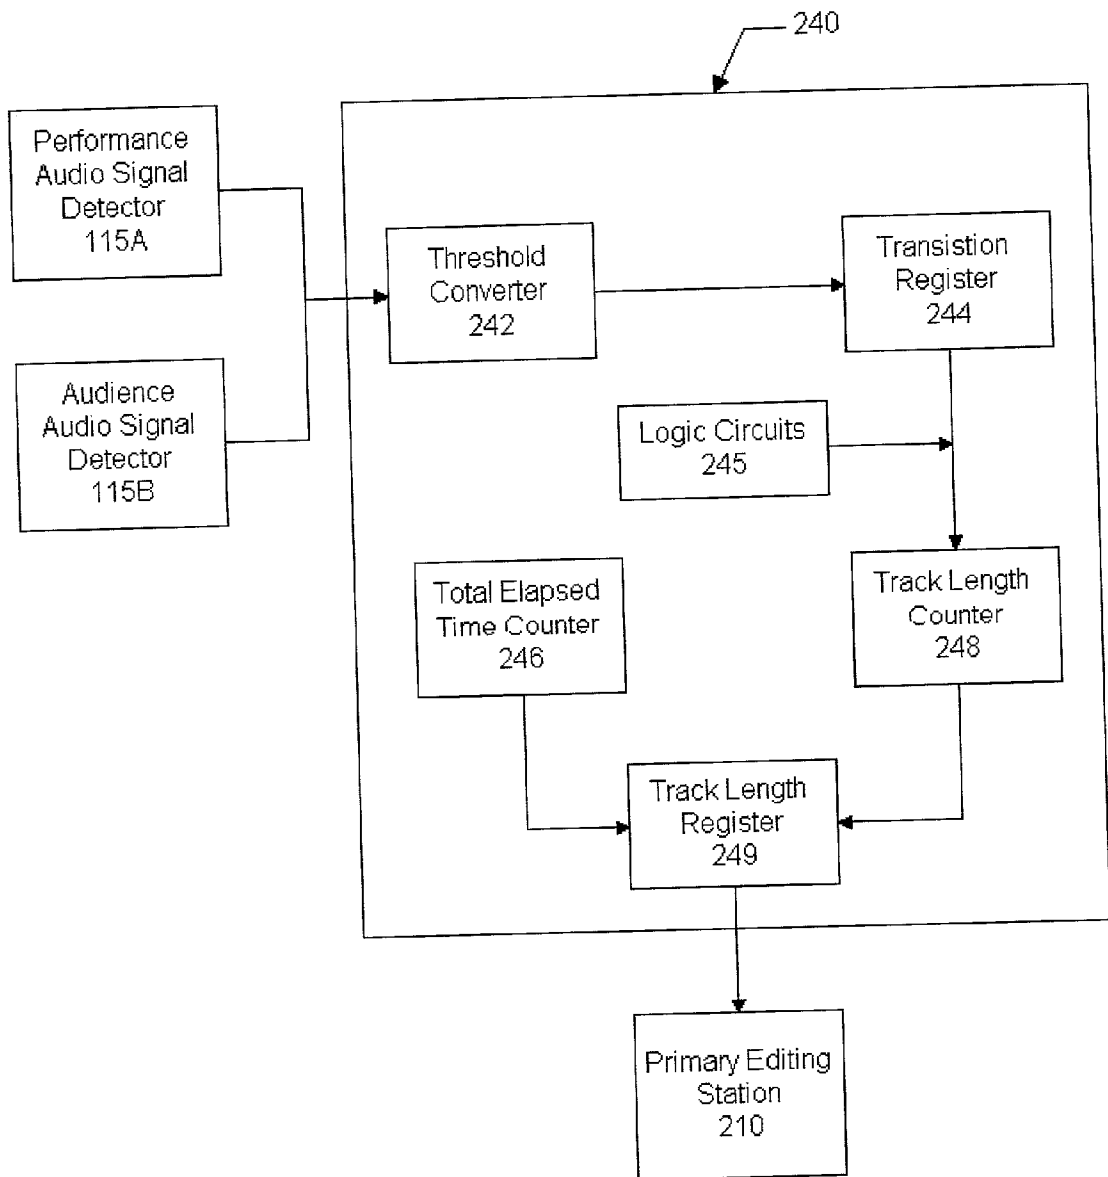 240
Performance
Audio Signal
Detector
115A
Threshold
Converter
242
Transistion
Register
244
Audience
Audio Signal
Detector
115B
Logic Circuits
245
Total Elapsed
Time Counter
246
Track Length
Counter
248
Track Length
Register
249
Primary Editing
Station
210